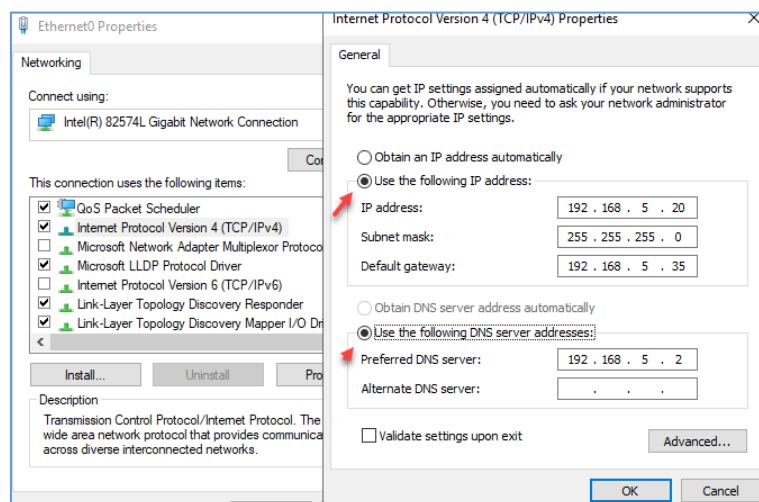 Ethernet0 Properties
Networking
Connect using:
Intel(R) 82574L Gigabit Network Connection
This connection uses the following items:
QoS Packet Scheduler
Internet Protocol Version 4 (TCP/IPv4)
Microsoft Network Adapter Multiplexor Protoco
Microsoft LLDP Protocol Driver
Internet Protocol Version 6 (TCP/IPv6)
Link-Layer Topology Discovery Responder
Link-Layer Topology Discovery Mapper I/O Dr
Install...
Uninstall
Pro
Description
Transmission Control Protocol/Internet Protocol. The
wide area network protocol that provides communica
across diverse interconnected networks.
Internet Protocol Version 4 (TCP/IPv4) Properties
General
You can get IP settings assigned automatically if your network supports
this capability. Otherwise, you need to ask your network administrator
for the appropriate IP settings.
Obtain an IP address automatically
Use the following IP address:
IP address: 192 . 168 . 5 . 20
Subnet mask: 255 . 255 . 255 . 0
Default gateway: 192 . 168 . 5 . 35
Obtain DNS server address automatically
Use the following DNS server addresses:
Preferred DNS server: 192 . 168 . 5 . 2
Alternate DNS server: . . .
Validate settings upon exit
Advanced...
OK
Cancel